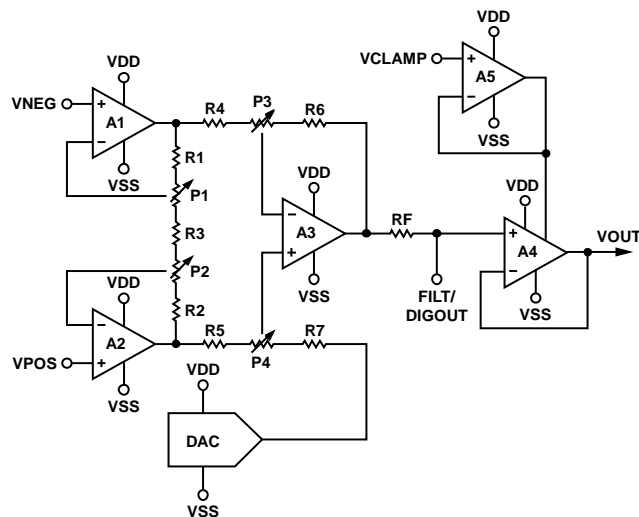 VDD
VCLAMP
+
A5
−
VSS
VDD
VNEG
+
A1
−
VSS
R4
P3
R6
R1
P1
R3
P2
R2
VDD
−
A3
+
VSS
RF
FILT/
DIGOUT
VDD
+
A4
−
VSS
VOUT
VDD
−
A2
+
VPOS
VSS
R5
P4
R7
VDD
DAC
VSS